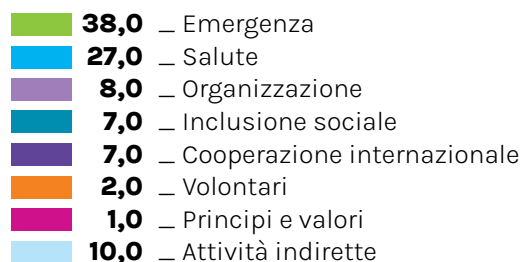 38,0 _ Emergenza
27,0 _ Salute
8,0 _ Organizzazione
7,0 _ Inclusione sociale
7,0 _ Cooperazione internazionale
2,0 _ Volontari
1,0 _ Principi e valori
10,0 _ Attività indirette